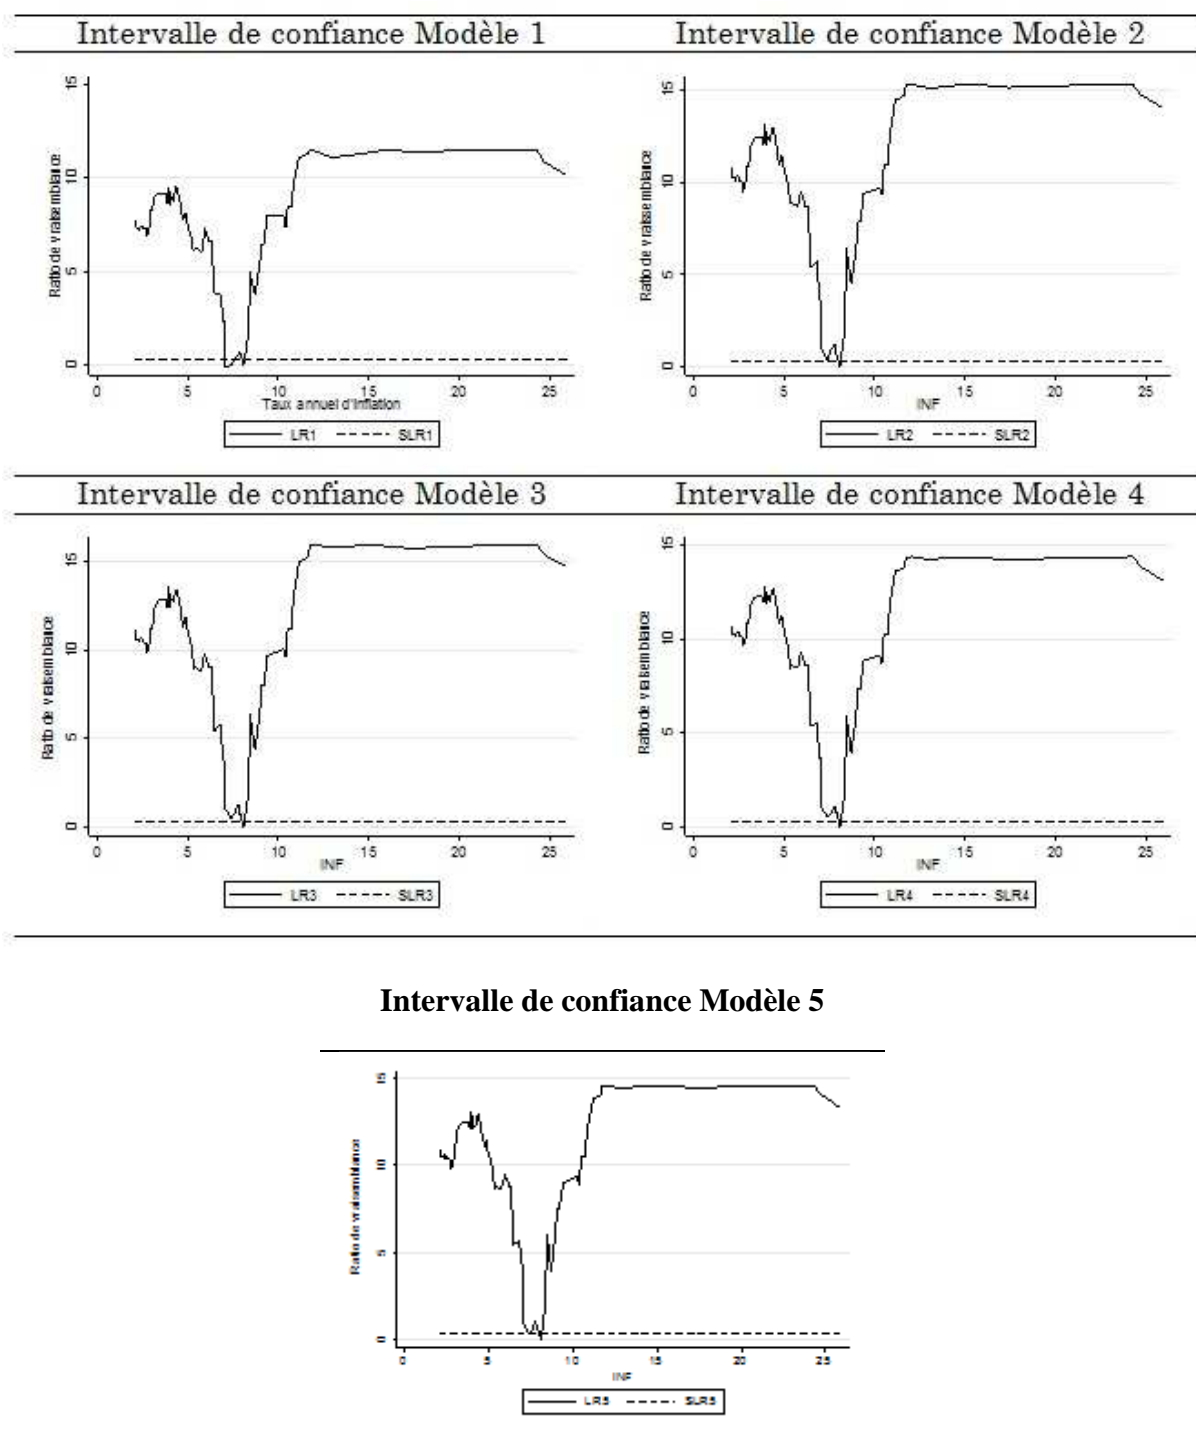 Intervalle de confiance Modèle 1
Intervalle de confiance Modèle 2
Ratio de vraisemblance
15
10
5
0
0 5 10 15 20 25
Taux annuel d'inflation
LR1 SLR1
Ratio de vraissemblance
15
10
5
0
0 5 10 15 20 25
INF
LR2 SLR2
Intervalle de confiance Modèle 3
Intervalle de confiance Modèle 4
Ratio de vraisemblance
15
10
5
0
0 5 10 15 20 25
INF
LR3 SLR3
Ratio de vraisemblance
15
10
5
0
0 5 10 15 20 25
INF
LR4 SLR4
Intervalle de confiance Modèle 5
Ratio de vraisemblance
15
10
5
0
0 5 10 15 20 25
INF
LR5 SLR5